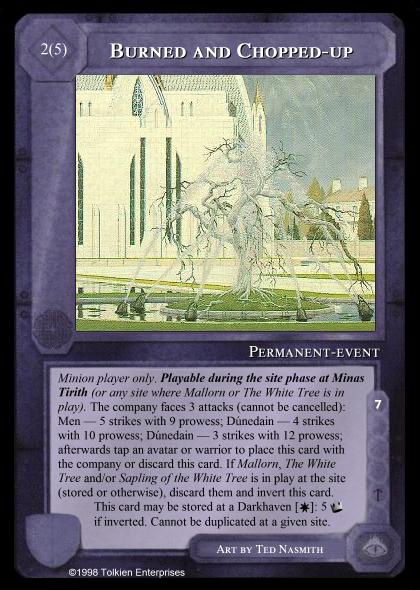 2(5)
BURNED AND CHOPPED-UP
PERMANENT-EVENT
Minion player only. Playable during the site phase at Minas
Tirith (or any site where Mallorn or The White Tree is in
play). The company faces 3 attacks (cannot be cancelled):
Men — 5 strikes with 9 prowess; Dúnedain — 4 strikes
with 10 prowess; Dúnedain — 3 strikes with 12 prowess;
afterwards tap an avatar or warrior to place this card with
the company or discard this card. If Mallorn, The White
Tree and/or Sapling of the White Tree is in play at the site
(stored or otherwise), discard them and invert this card.
This may be stored at a Darkhaven [✷]: 5
if inverted. Cannot be duplicated at a given site.
7
ART BY TED NASMITH
©1998 Tolkien Enterprises